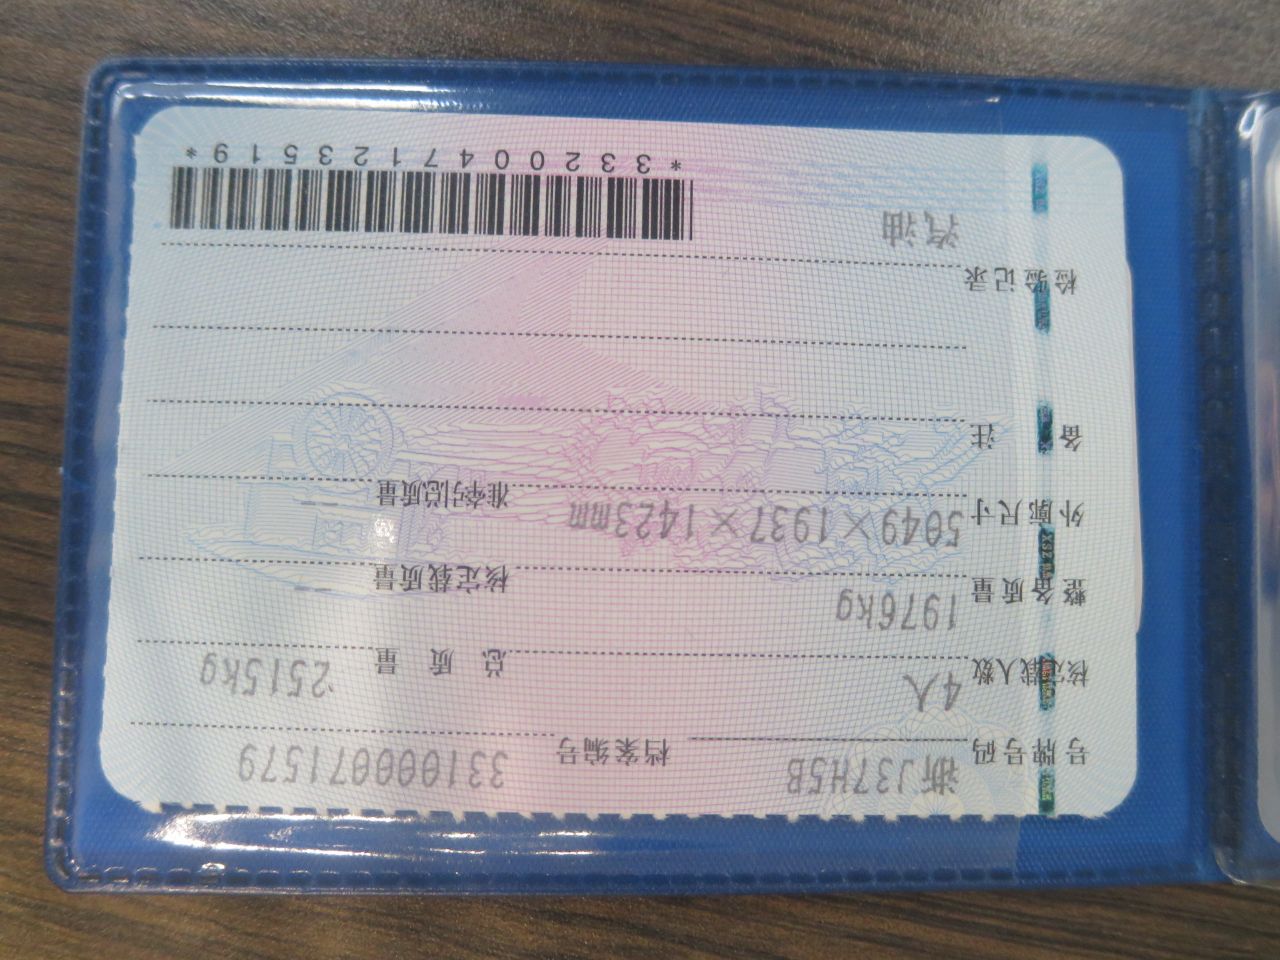 号牌号码 浙J37H5B 档案编号 331000071579
核定载人数 4人 总质量 2515kg
整备质量 1976kg 核定载质量 --
外廓尺寸 5049×1937×1423mm 准牵引总质量 --
备注
检验记录
汽油
*3320047123519*